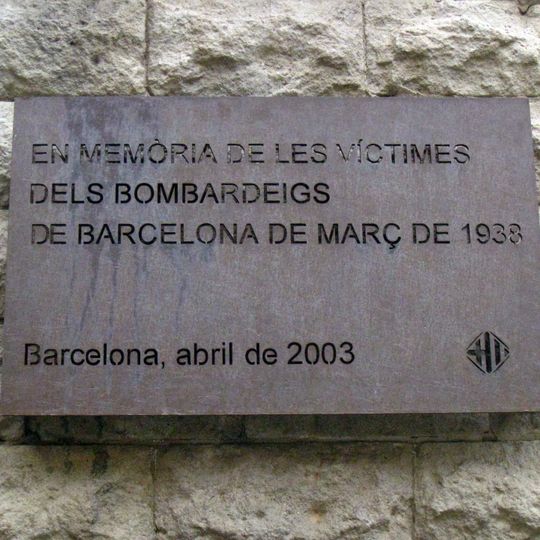 EN MEMÒRIA DE LES VÍCTIMES
DELS BOMBARDEIGS
DE BARCELONA DE MARÇ DE 1938
Barcelona, abril de 2003